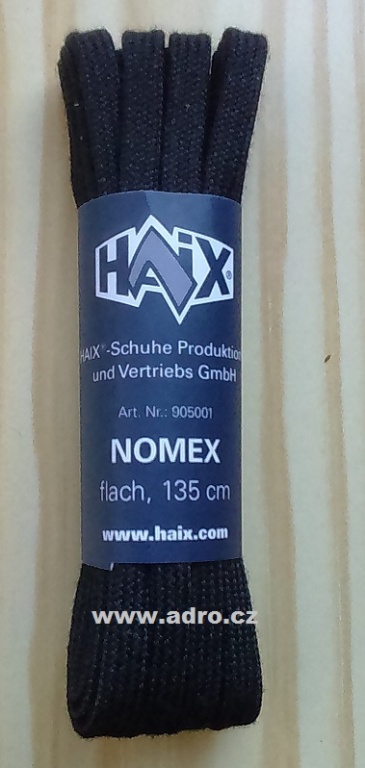 HAIX®
HAIX®-Schuhe Produktion
und Vertriebs GmbH
Art. Nr.: 905001
NOMEX
flach, 135 cm
www.haix.com
www.adro.cz